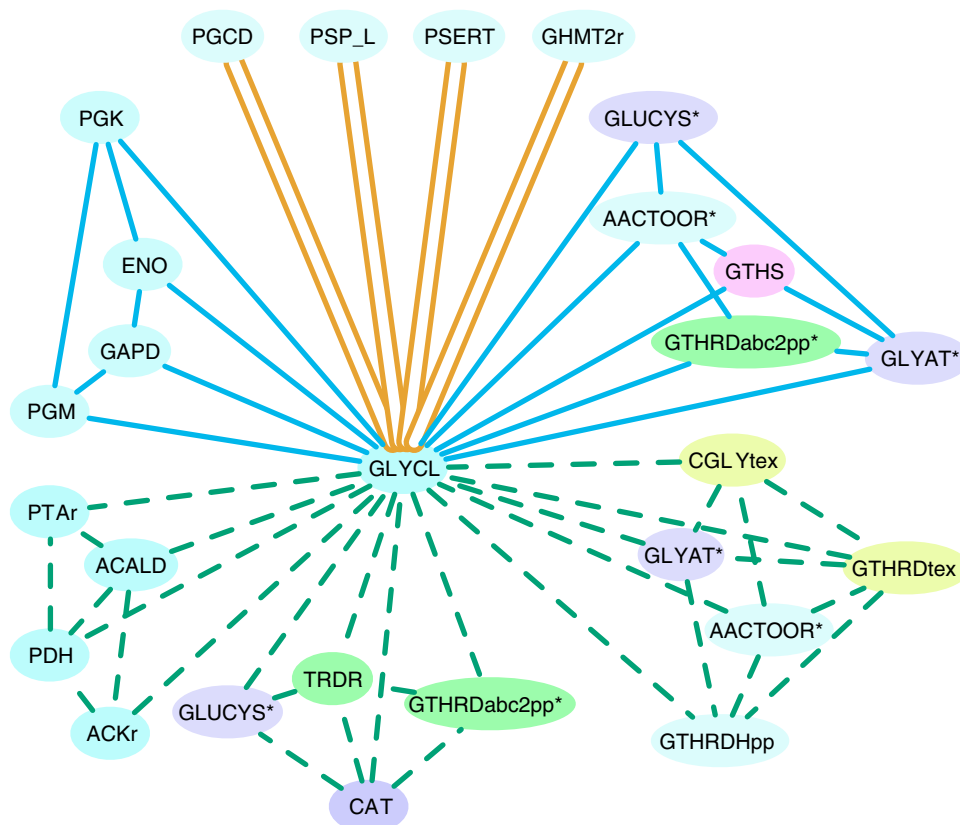 PGCD
PSP_L
PSERT
GHMT2r
PGK
GLUCYS*
AACTOOR*
ENO
GTHS
GAPD
GTHRDabc2pp*
GLYAT*
PGM
GLYCL
CGLYtex
PTAr
ACALD
GLYAT*
GTHRDtex
AACTOOR*
PDH
TRDR
GLUCYS*
GTHRDabc2pp*
ACKr
GTHRDHpp
CAT